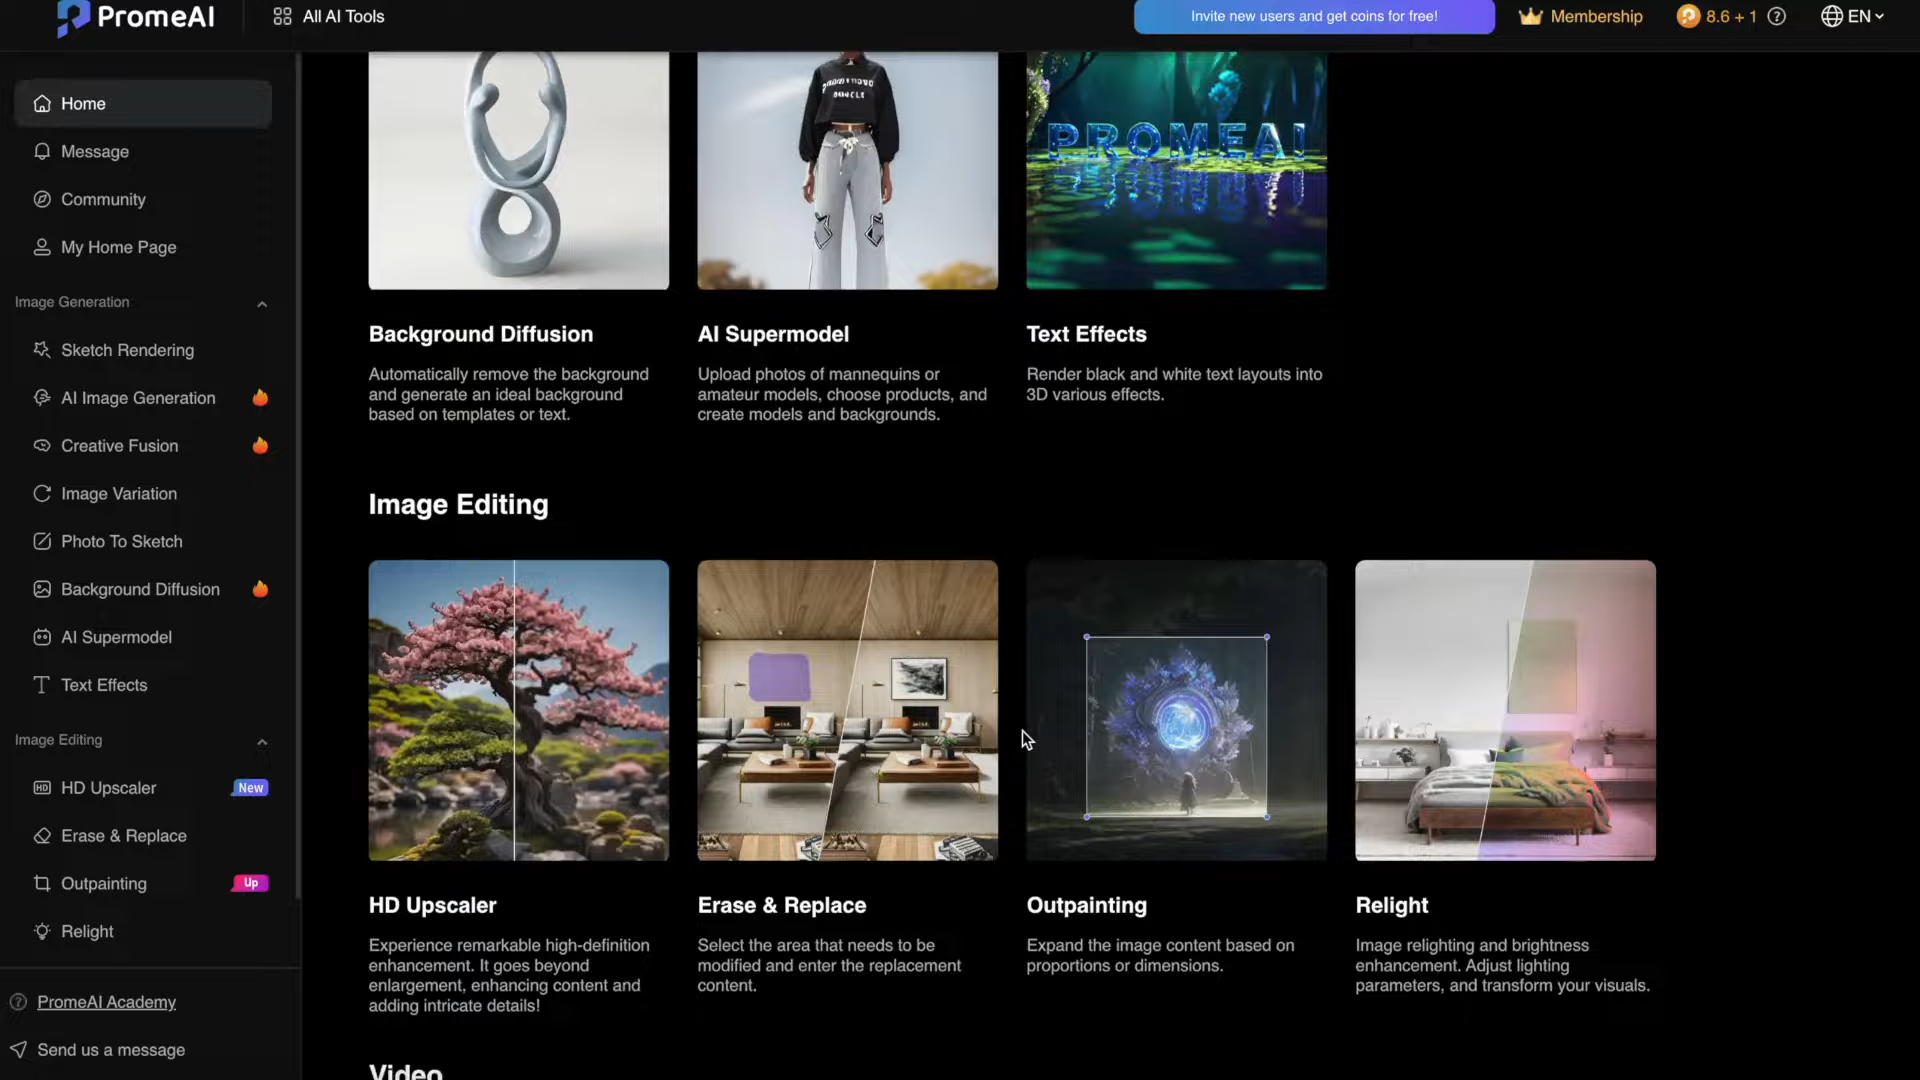 PromeAI
All AI Tools
Invite new users and get coins for free!
Membership
8.6 + 1
EN
Home
Message
Community
My Home Page
Image Generation
Sketch Rendering
AI Image Generation
Creative Fusion
Image Variation
Photo To Sketch
Background Diffusion
AI Supermodel
Text Effects
Image Editing
HD Upscaler
New
Erase & Replace
Outpainting
Up
Relight
PromeAI Academy
Send us a message
PROMEAI
Background Diffusion
Automatically remove the background
and generate an ideal background
based on templates or text.
AI Supermodel
Upload photos of mannequins or
amateur models, choose products, and
create models and backgrounds.
Text Effects
Render black and white text layouts into
3D various effects.
Image Editing
HD Upscaler
Experience remarkable high-definition
enhancement. It goes beyond
enlargement, enhancing content and
adding intricate details!
Erase & Replace
Select the area that needs to be
modified and enter the replacement
content.
Outpainting
Expand the image content based on
proportions or dimensions.
Relight
Image relighting and brightness
enhancement. Adjust lighting
parameters, and transform your visuals.
Video